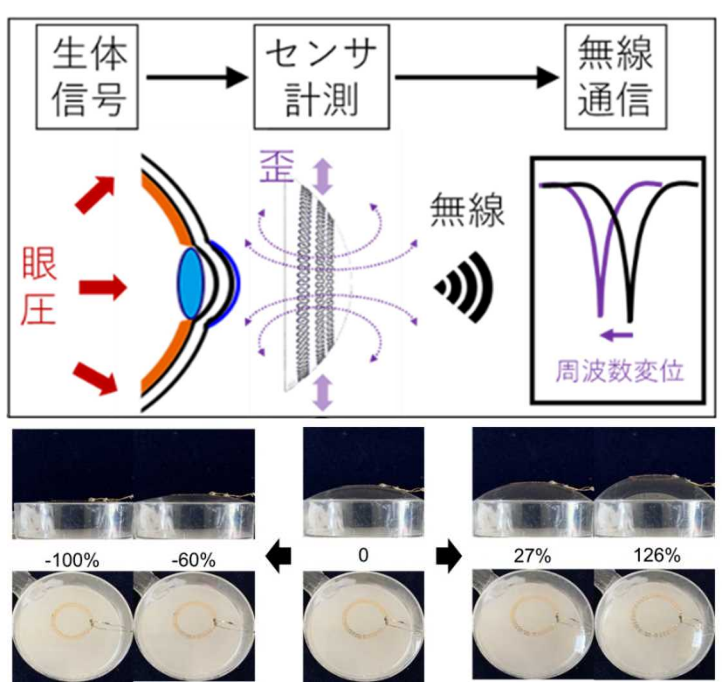 生体
信号
センサ
計測
無線
通信
歪
無線
眼
圧
周波数変位
-100%
-60%
0
27%
126%